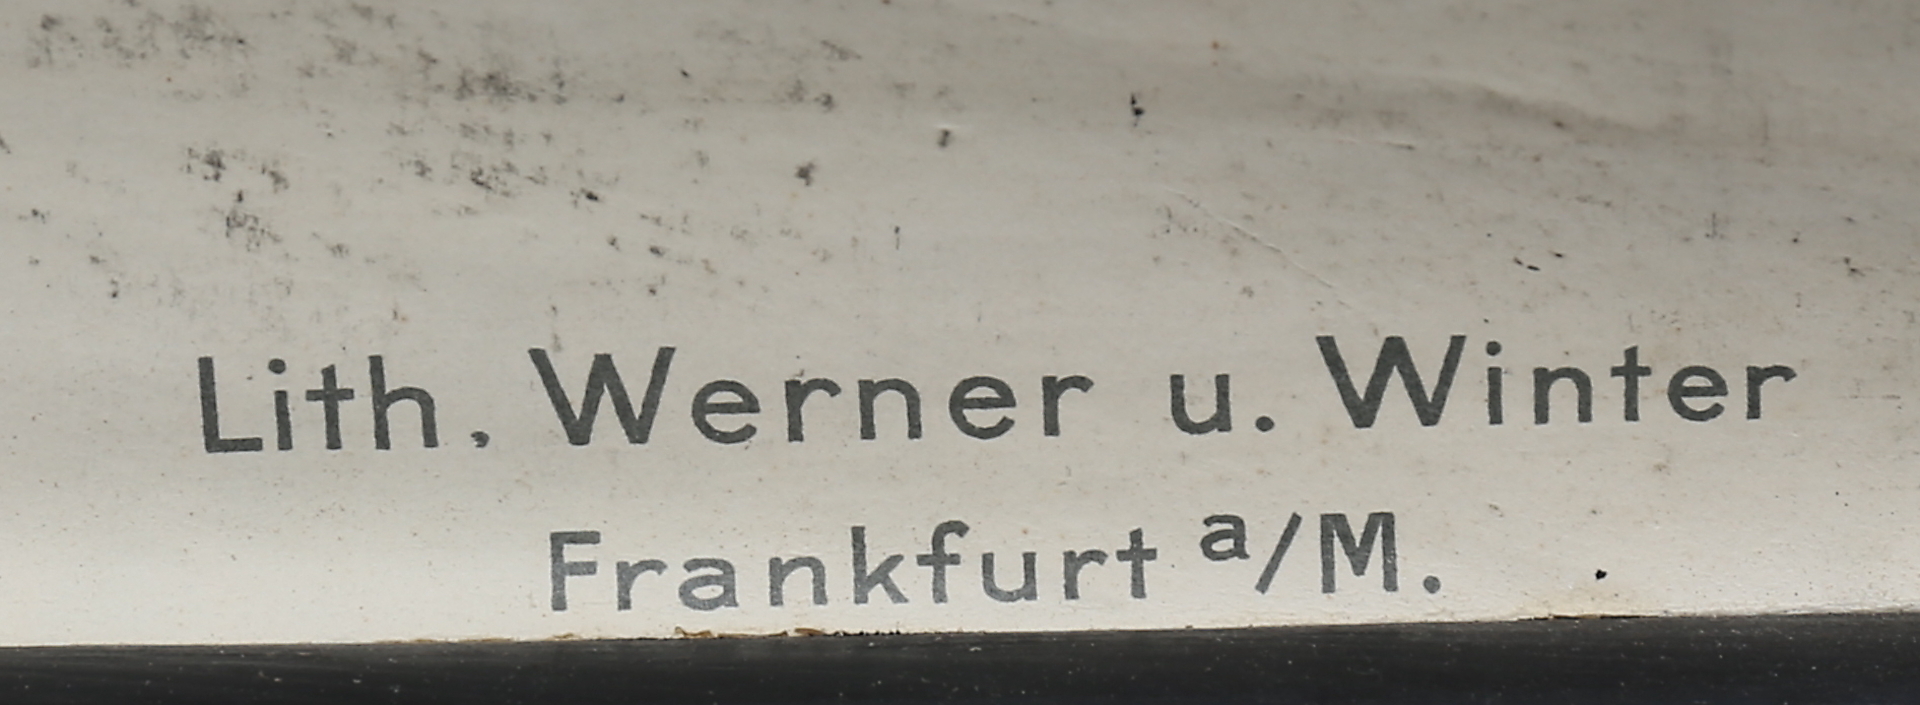 Lith. Werner u. Winter
Frankfurt a/M.